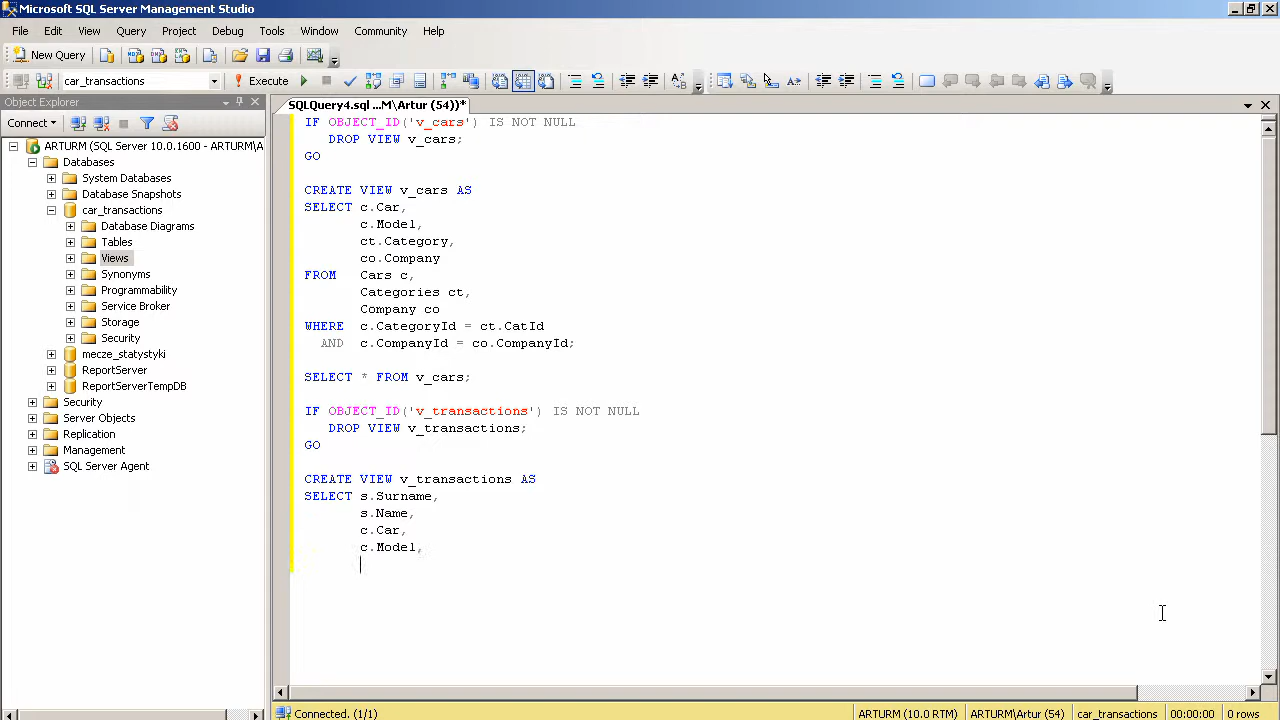 Microsoft SQL Server Management Studio
File Edit View Query Project Debug Tools Window Community Help
New Query
car_transactions Execute
Object Explorer
SQLQuery4.sql ...M\Artur (54))*
Connect
ARTURM (SQL Server 10.0.1600 - ARTURM\A
Databases
System Databases
Database Snapshots
car_transactions
Database Diagrams
Tables
Views
Synonyms
Programmability
Service Broker
Storage
Security
mecze_statystyki
ReportServer
ReportServerTempDB
Security
Server Objects
Replication
Management
SQL Server Agent
IF OBJECT_ID('v_cars') IS NOT NULL
DROP VIEW v_cars;
GO
CREATE VIEW v_cars AS
SELECT c.Car,
c.Model,
ct.Category,
co.Company
FROM Cars c,
Categories ct,
Company co
WHERE c.CategoryId = ct.CatId
AND c.CompanyId = co.CompanyId;
SELECT * FROM v_cars;
IF OBJECT_ID('v_transactions') IS NOT NULL
DROP VIEW v_transactions;
GO
CREATE VIEW v_transactions AS
SELECT s.Surname,
s.Name,
c.Car,
c.Model,
Connected. (1/1) ARTURM (10.0 RTM) ARTURM\Artur (54) car_transactions 00:00:00 0 rows